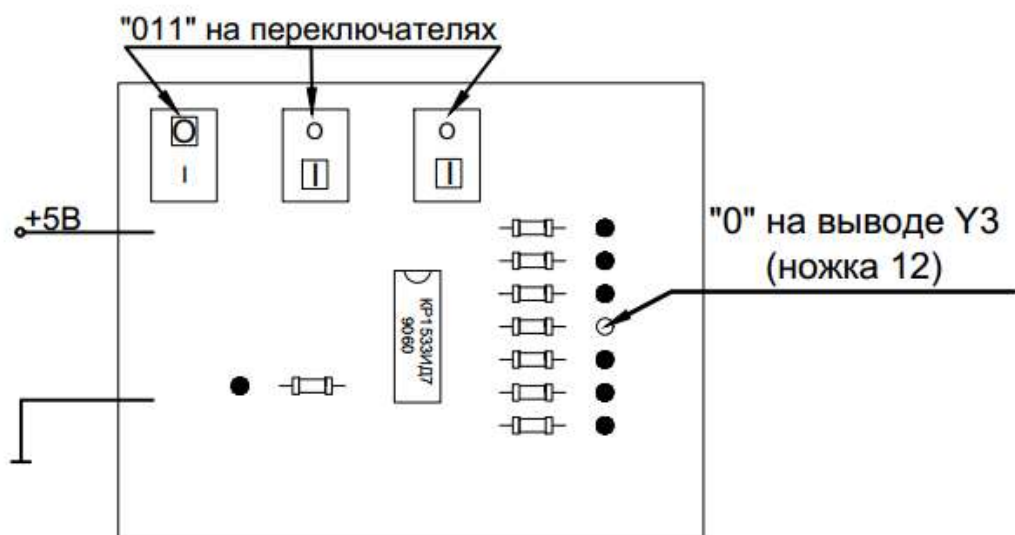 "011" на переключателях
O
I
O
I
O
I
+5В
"0" на выводе Y3
(ножка 12)
КР1533ИД7
9060